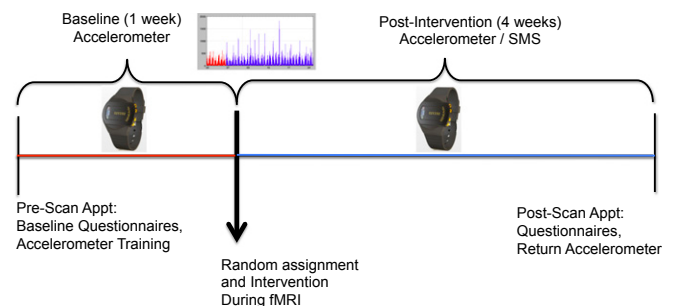 Baseline (1 week)
Accelerometer
Post-Intervention (4 weeks)
Accelerometer / SMS
Pre-Scan Appt:
Baseline Questionnaires,
Accelerometer Training
Random assignment
and Intervention
During fMRI
Post-Scan Appt:
Questionnaires,
Return Accelerometer